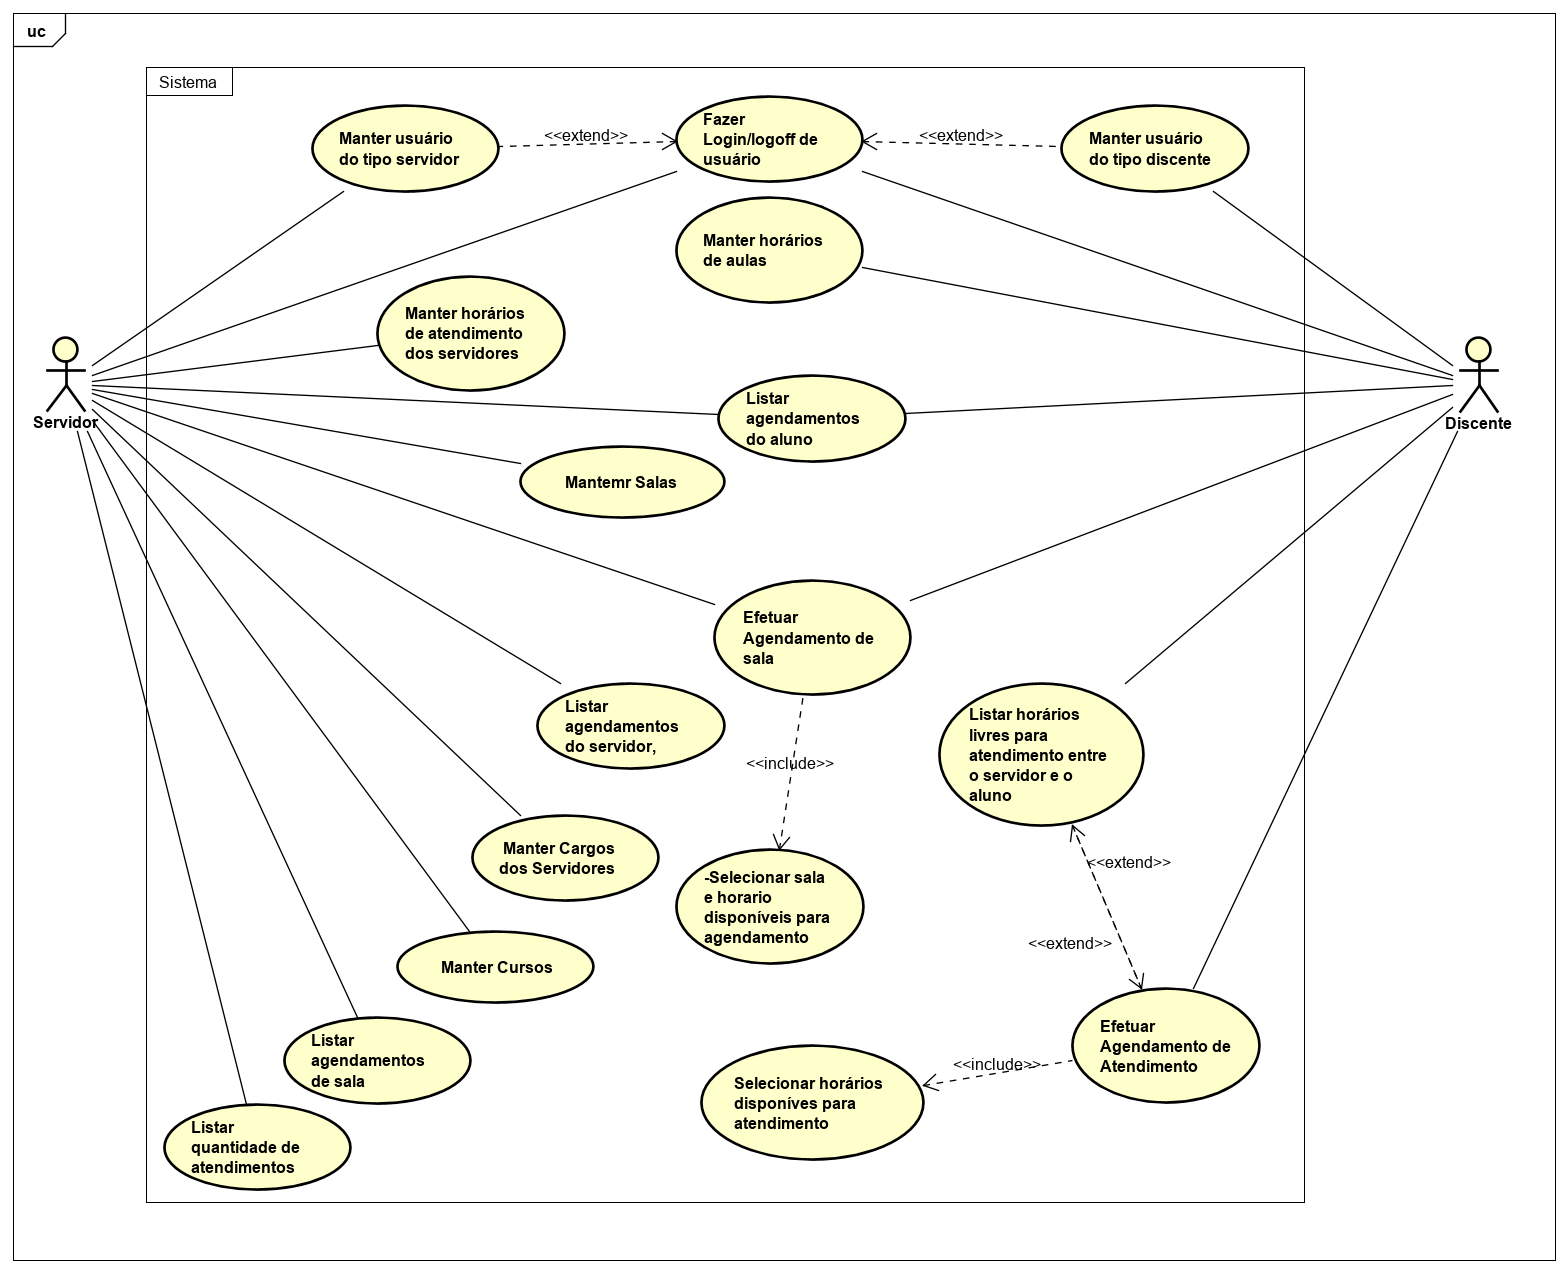 uc
Sistema
Manter usuário
do tipo servidor
<<extend>>
Fazer
Login/logoff de
usuário
<<extend>>
Manter usuário
do tipo discente
Manter horários
de aulas
Manter horários
de atendimento
dos servidores
Servidor
Discente
Listar
agendamentos
do aluno
Mantemr Salas
Efetuar
Agendamento de
sala
Listar
agendamentos
do servidor,
Listar horários
livres para
atendimento entre
o servidor e o
aluno
<<include>>
Manter Cargos
dos Servidores
-Selecionar sala
e horario
disponíveis para
agendamento
<<extend>>
<<extend>>
Manter Cursos
Listar
agendamentos
de sala
Efetuar
Agendamento de
Atendimento
<<include>>
Selecionar horários
disponíves para
atendimento
Listar
quantidade de
atendimentos